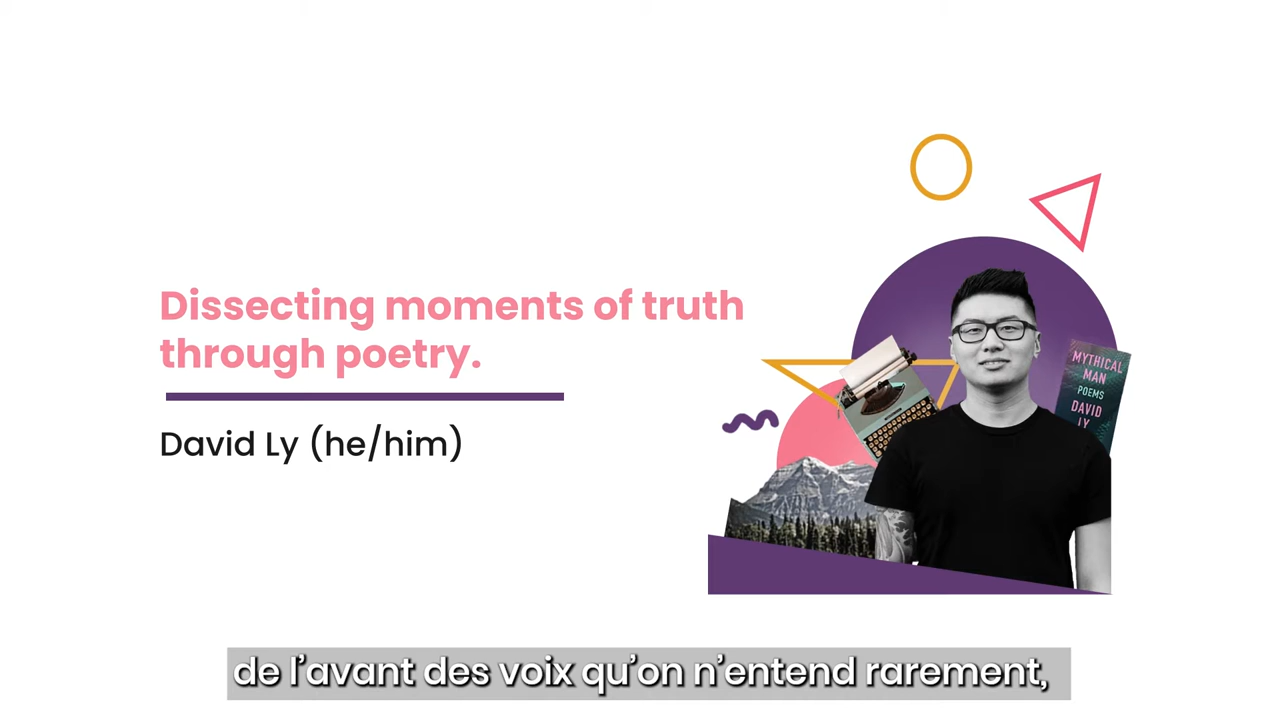 Dissecting moments of truth
through poetry.
David Ly (he/him)
MYTHICAL
MAN
POEMS
DAVID
LY
de l’avant des voix qu’on n’entend rarement,